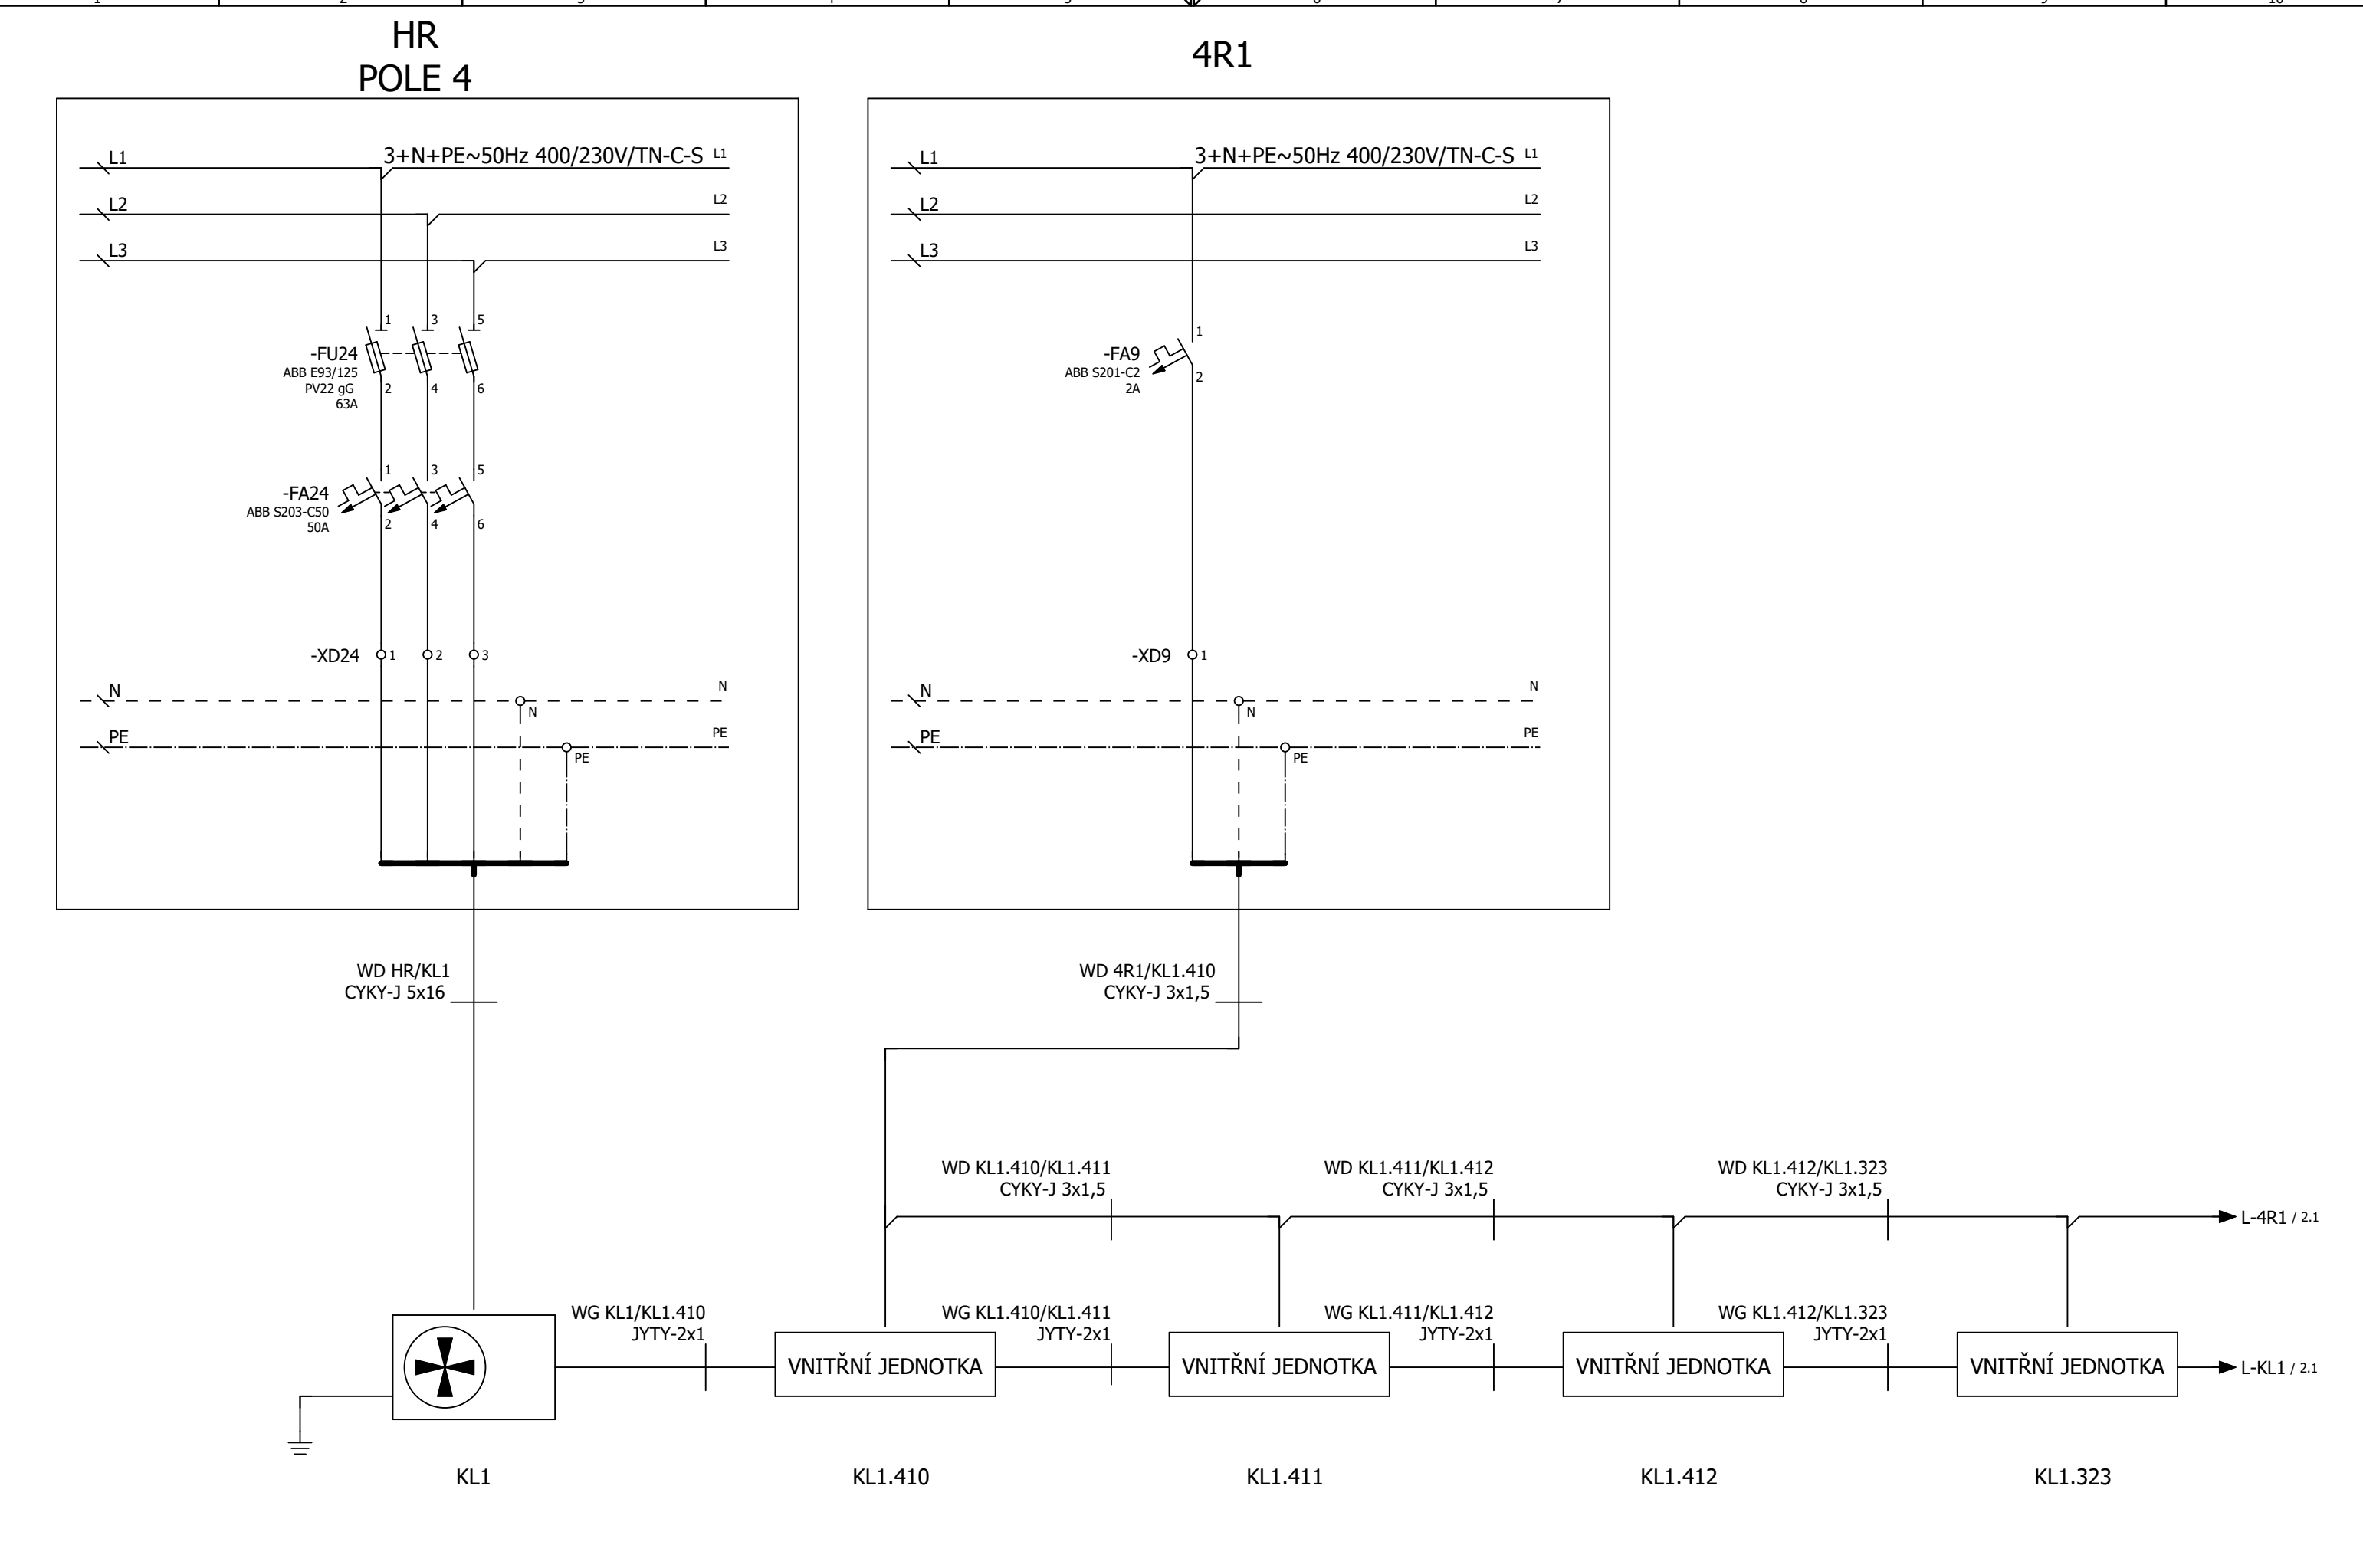 HR
POLE 4
4R1
L1
3+N+PE~50Hz 400/230V/TN-C-S
L1
L2
L2
L3
L3
1
3
5
-FU24
ABB E93/125
PV22 gG
63A
2
4
6
1
3
5
-FA24
ABB S203-C50
50A
2
4
6
-XD24
1
2
3
N
N
N
PE
PE
PE
L1
3+N+PE~50Hz 400/230V/TN-C-S
L1
L2
L2
L3
L3
1
-FA9
ABB S201-C2
2A
2
-XD9
1
N
N
N
PE
PE
PE
WD HR/KL1
CYKY-J 5x16
WD 4R1/KL1.410
CYKY-J 3x1,5
WD KL1.410/KL1.411
CYKY-J 3x1,5
WD KL1.411/KL1.412
CYKY-J 3x1,5
WD KL1.412/KL1.323
CYKY-J 3x1,5
L-4R1 / 2.1
WG KL1/KL1.410
JYTY-2x1
WG KL1.410/KL1.411
JYTY-2x1
WG KL1.411/KL1.412
JYTY-2x1
WG KL1.412/KL1.323
JYTY-2x1
VNITŘNÍ JEDNOTKA
VNITŘNÍ JEDNOTKA
VNITŘNÍ JEDNOTKA
VNITŘNÍ JEDNOTKA
L-KL1 / 2.1
KL1
KL1.410
KL1.411
KL1.412
KL1.323